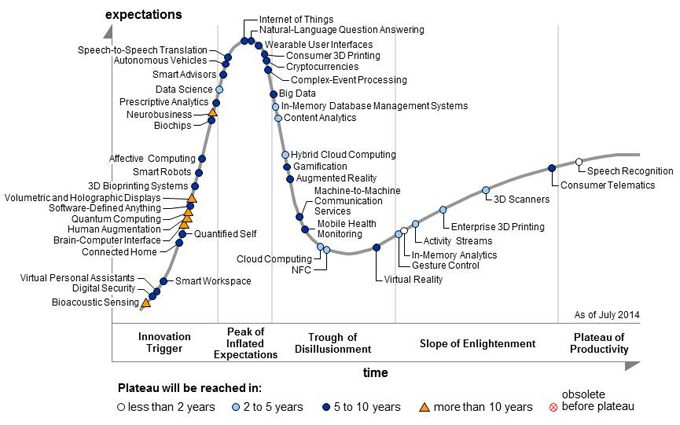 expectations
Internet of Things
Natural-Language Question Answering
Wearable User Interfaces
Speech-to-Speech Translation
Consumer 3D Printing
Autonomous Vehicles
Cryptocurrencies
Smart Advisors
Complex-Event Processing
Data Science
Big Data
Prescriptive Analytics
In-Memory Database Management Systems
Neurobusiness
Content Analytics
Biochips
Hybrid Cloud Computing
Affective Computing
Gamification
Smart Robots
Augmented Reality
3D Bioprinting Systems
Machine-to-Machine
Communication
Services
Volumetric and Holographic Displays
Software-Defined Anything
Quantum Computing
Mobile Health
Monitoring
Human Augmentation
Brain-Computer Interface
Quantified Self
Connected Home
Cloud Computing
NFC
Virtual Personal Assistants
Smart Workspace
Digital Security
Bioacoustic Sensing
Virtual Reality
Gesture Control
In-Memory Analytics
Activity Streams
Enterprise 3D Printing
3D Scanners
Consumer Telematics
Speech Recognition
As of July 2014
Innovation
Trigger
Peak of
Inflated
Expectations
Trough of
Disillusionment
Slope of Enlightenment
Plateau of
Productivity
time
Plateau will be reached in:
less than 2 years
2 to 5 years
5 to 10 years
more than 10 years
obsolete
before plateau